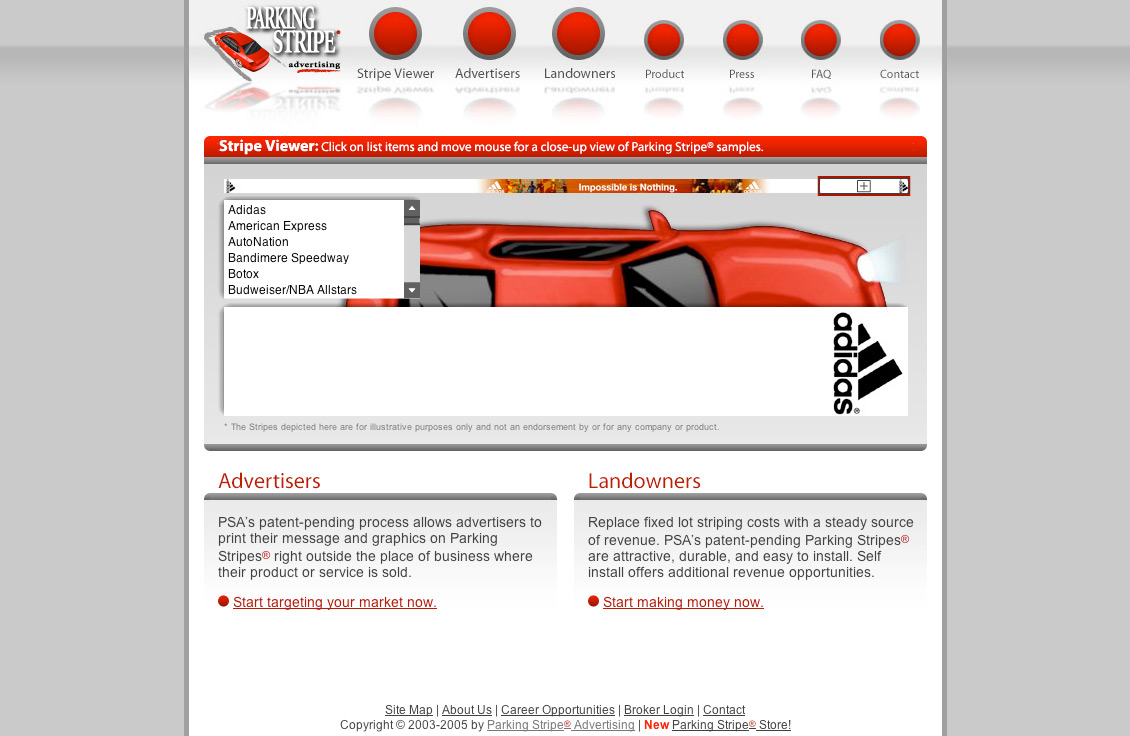 PARKING
STRIPE®
advertising
Stripe Viewer
Advertisers
Landowners
Product
Press
FAQ
Contact
Stripe Viewer: Click on list items and move mouse for a close-up view of Parking Stripe® samples.
Impossible is Nothing.
Adidas
American Express
AutoNation
Bandimere Speedway
Botox
Budweiser/NBA Allstars
adidas®
* The Stripes depicted here are for illustrative purposes only and not an endorsement by or for any company or product.
Advertisers
PSA's patent-pending process allows advertisers to
print their message and graphics on Parking
Stripes® right outside the place of business where
their product or service is sold.
Start targeting your market now.
Landowners
Replace fixed lot striping costs with a steady source
of revenue. PSA's patent-pending Parking Stripes®
are attractive, durable, and easy to install. Self
install offers additional revenue opportunities.
Start making money now.
Site Map | About Us | Career Opportunities | Broker Login | Contact
Copyright © 2003-2005 by Parking Stripe® Advertising | New Parking Stripe® Store!